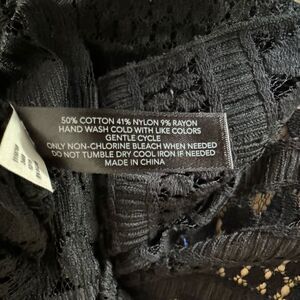 50% COTTON 41% NYLON 9% RAYON
HAND WASH COLD WITH LIKE COLORS
GENTLE CYCLE
ONLY NON-CHLORINE BLEACH WHEN NEEDED
DO NOT TUMBLE DRY COOL IRON IF NEEDED
MADE IN CHINA